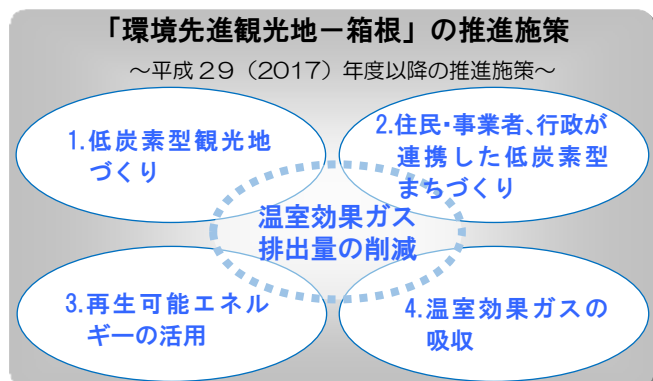 「環境先進観光地－箱根」の推進施策
～平成２９（2017）年度以降の推進施策～
1.低炭素型観光地
づくり
2.住民・事業者、行政が
連携した低炭素型
まちづくり
温室効果ガス
排出量の削減
3.再生可能エネル
ギーの活用
4.温室効果ガスの
吸収